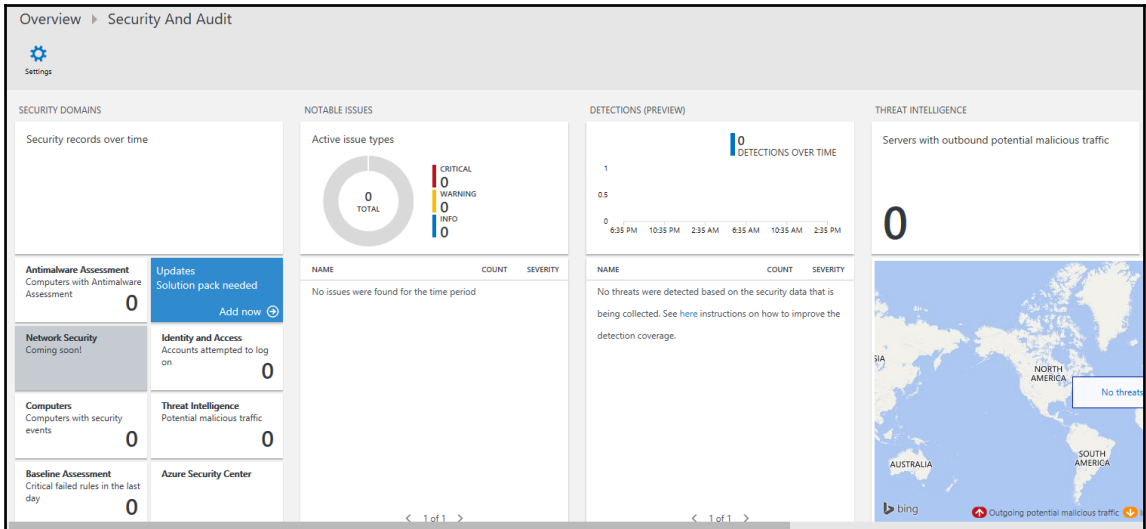 Overview ▸ Security And Audit
Settings
SECURITY DOMAINS
Security records over time
Antimalware Assessment
Computers with Antimalware
Assessment
0
Updates
Solution pack needed
Add now
Network Security
Coming soon!
Identity and Access
Accounts attempted to log
on
0
Computers
Computers with security
events
0
Threat Intelligence
Potential malicious traffic
0
Baseline Assessment
Critical failed rules in the last
day
0
Azure Security Center
NOTABLE ISSUES
Active issue types
0
TOTAL
CRITICAL
0
WARNING
0
INFO
0
NAME COUNT SEVERITY
No issues were found for the time period
< 1 of 1 >
DETECTIONS (PREVIEW)
0
DETECTIONS OVER TIME
1
0.5
0
6:35 PM 10:35 PM 2:35 AM 6:35 AM 10:35 AM 2:35 PM
NAME COUNT SEVERITY
No threats were detected based on the security data that is
being collected. See here instructions on how to improve the
detection coverage.
< 1 of 1 >
THREAT INTELLIGENCE
Servers with outbound potential malicious traffic
0
NORTH
AMERICA
No threats
SOUTH
AMERICA
AUSTRALIA
bing
Outgoing potential malicious traffic